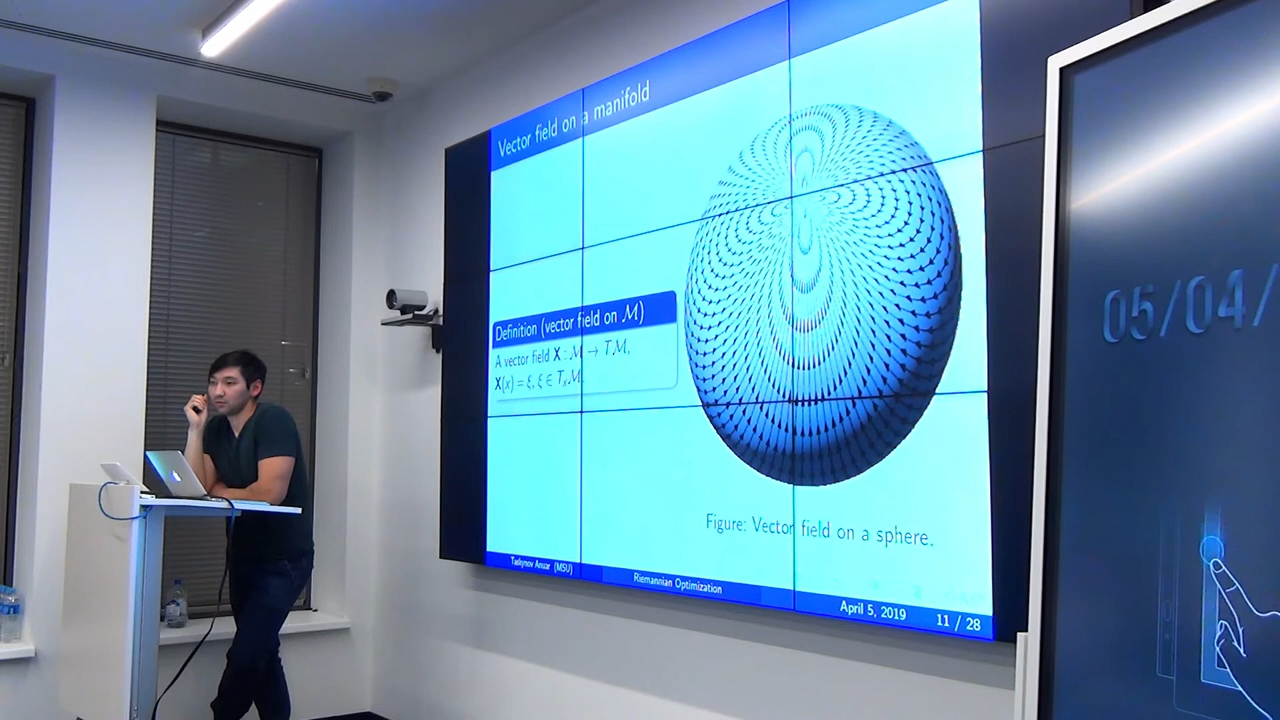 Vector field on a manifold
Definition (vector field on ℳ)
A vector field X : ℳ → Tℳ,
X(x) = ξ, ξ ∈ TₓM.
Figure: Vector field on a sphere.
Taskynov Anuar (MSU)
Riemannian Optimization
April 5, 2019
11 / 28
05/04/